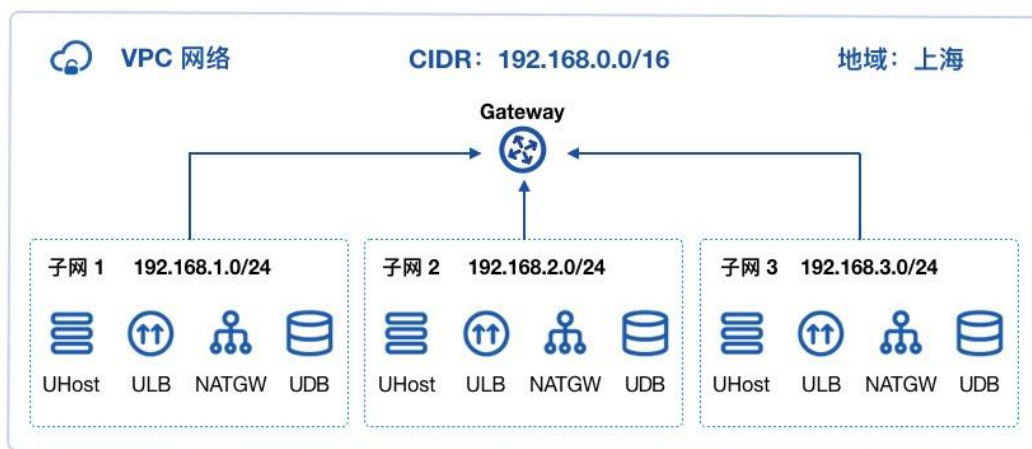 VPC 网络 CIDR：192.168.0.0/16 地域：上海
Gateway
子网 1 192.168.1.0/24 子网 2 192.168.2.0/24 子网 3 192.168.3.0/24
UHost ULB NATGW UDB UHost ULB NATGW UDB UHost ULB NATGW UDB